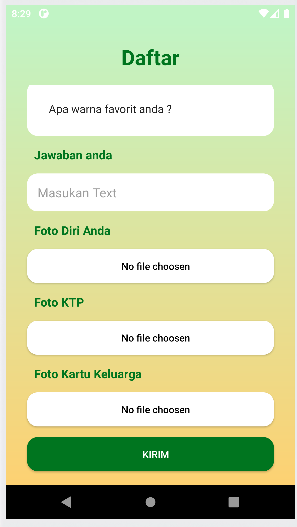 8:29
Daftar
Apa warna favorit anda ?
Jawaban anda
Masukan Text
Foto Diri Anda
No file choosen
Foto KTP
No file choosen
Foto Kartu Keluarga
No file choosen
KIRIM